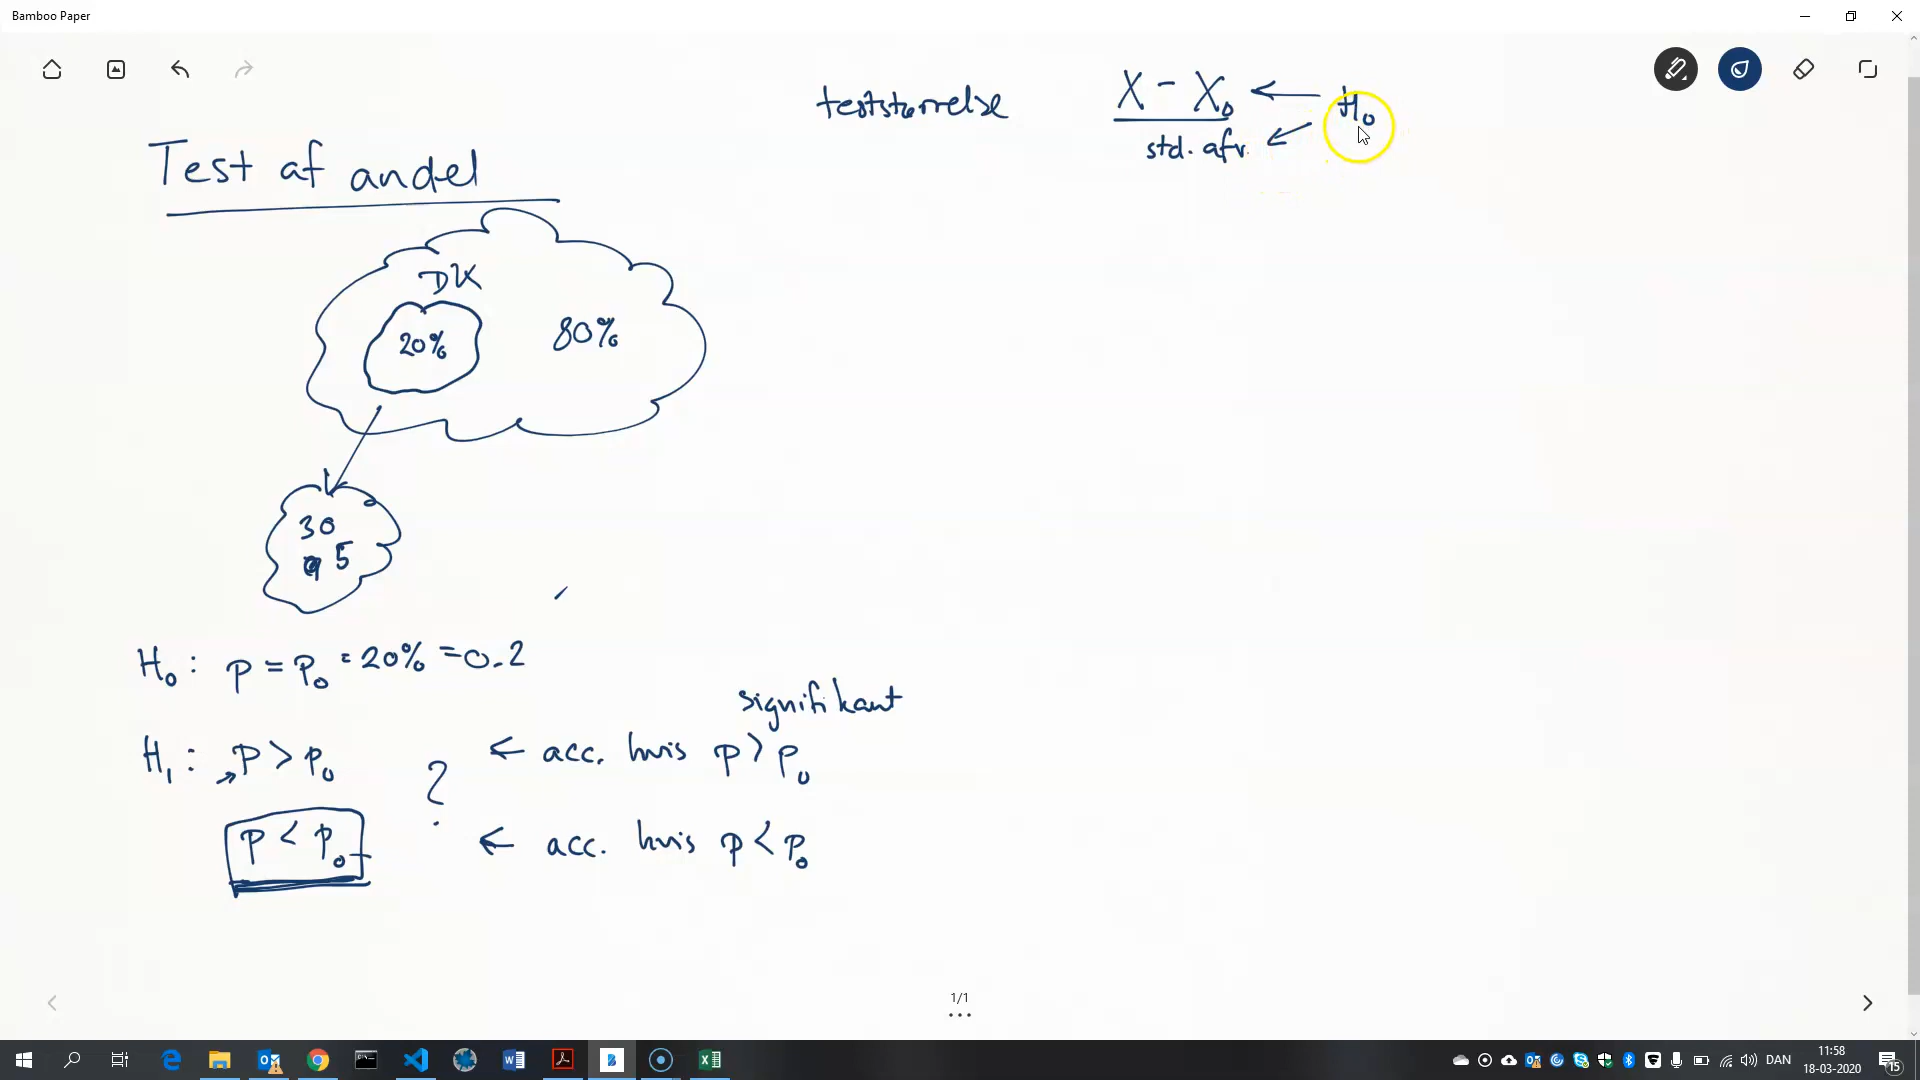 Bamboo Paper
teststørrelse
X - X₀ ← H₀
std. afv.
Test af andel
DK
20%
80%
30
5
H₀ : p = p₀ = 20% = 0.2
signifikant
H₁ : p > p₀ ? ← acc. hvis p > p₀
p < p₀ ← acc. hvis p < p₀
1/1
DAN
11:58
18-03-2020
15